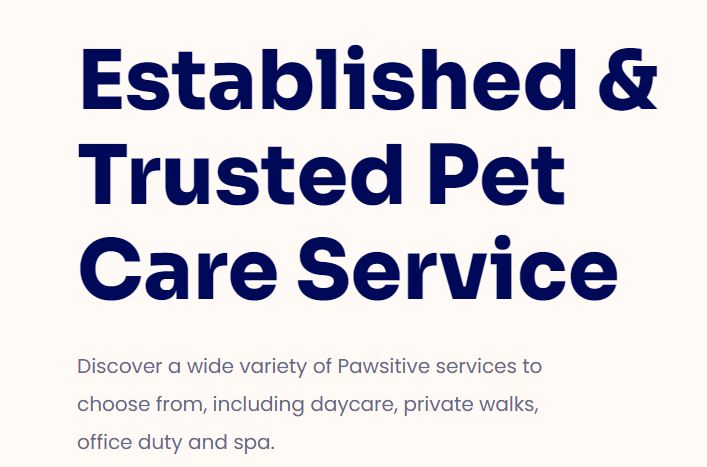 Established &
Trusted Pet
Care Service
Discover a wide variety of Pawsitive services to
choose from, including daycare, private walks,
office duty and spa.